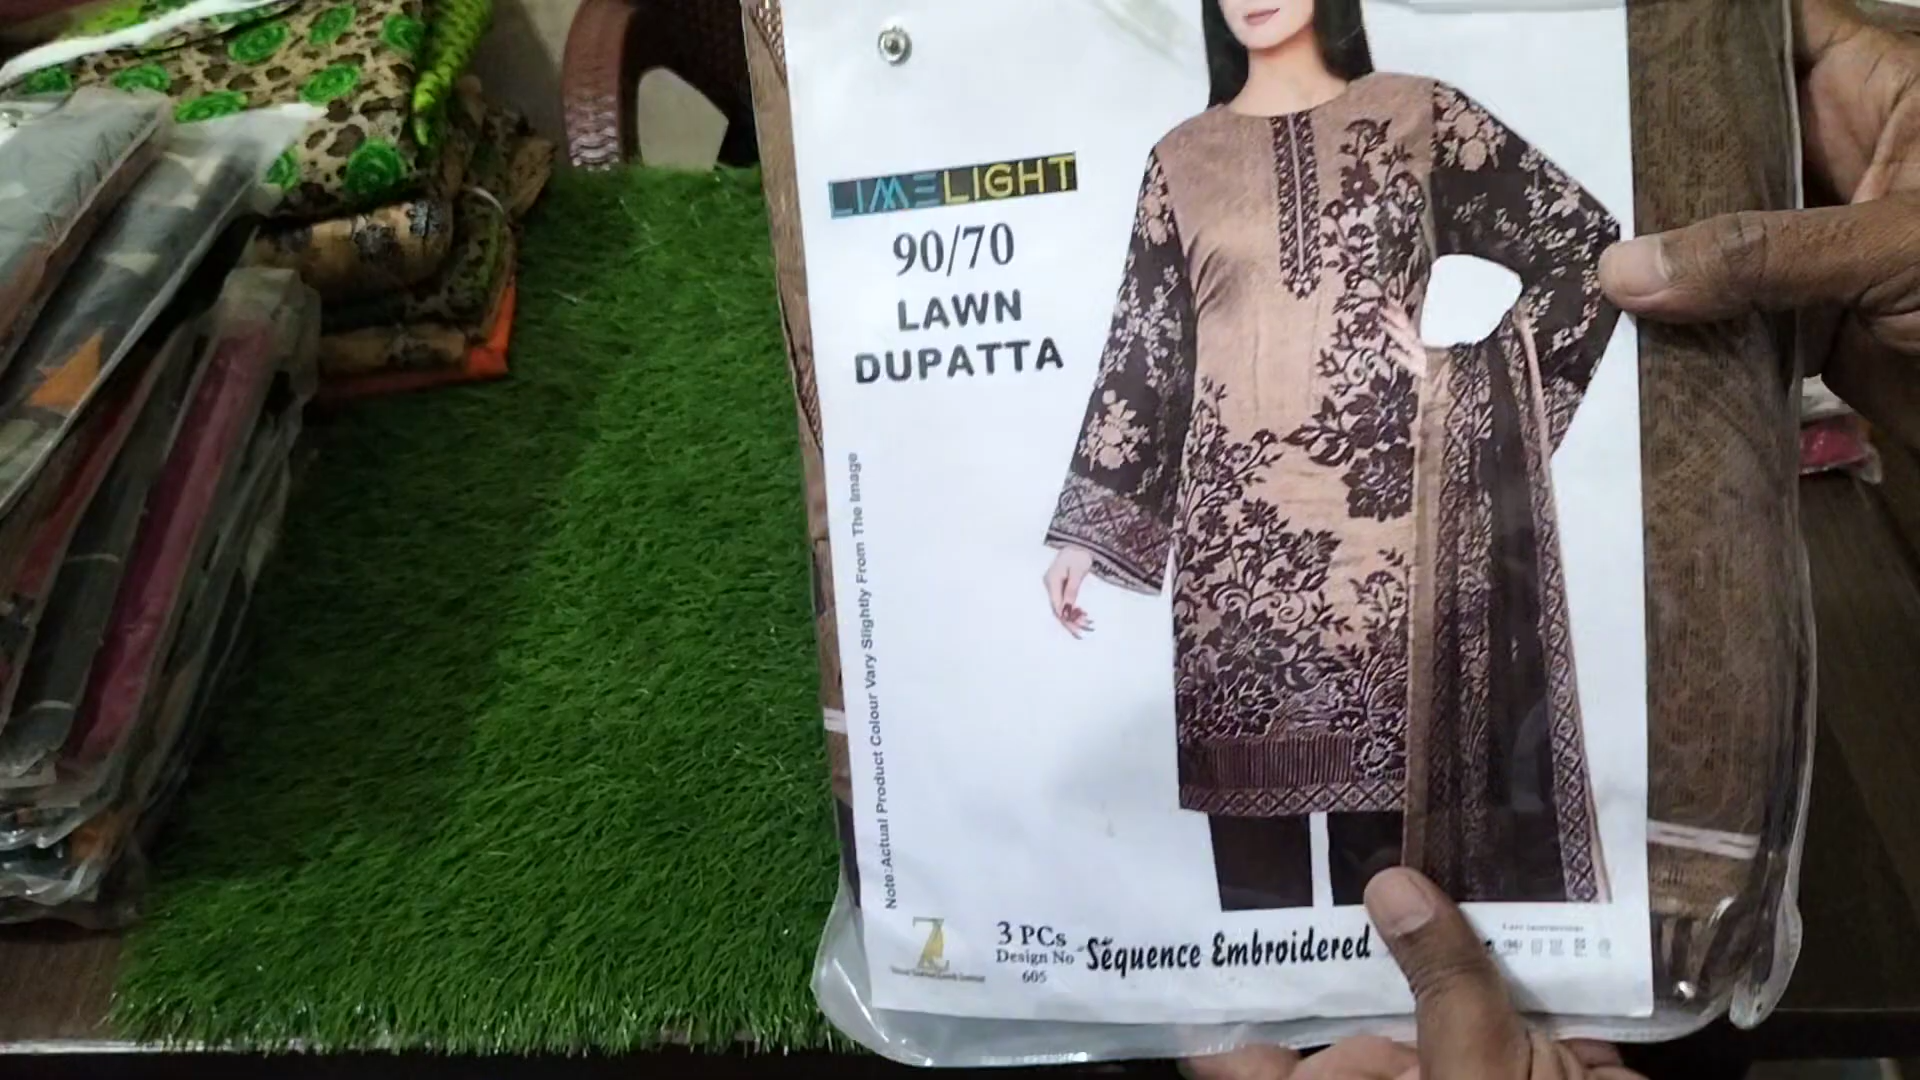 LIMELIGHT
90/70
LAWN
DUPATTA
Note:Actual Product Colour Vary Slightly From The Image
3 PCs
Design No
605
Sequence Embroidered